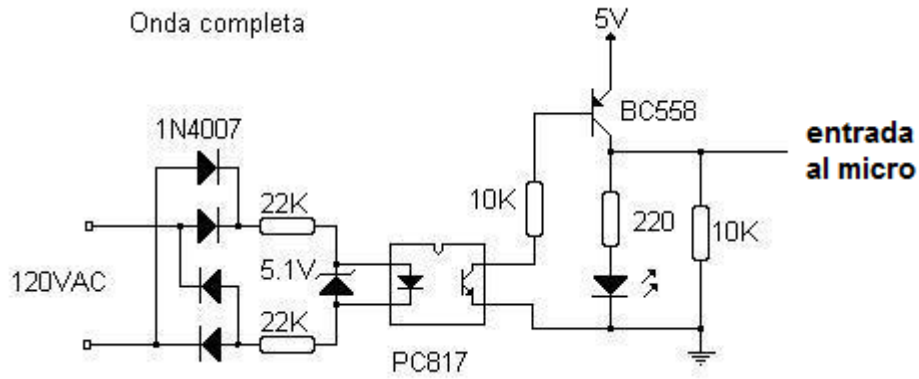 Onda completa
5V
BC558
1N4007
entrada
al micro
22K
10K
220
10K
5.1V
120VAC
22K
PC817